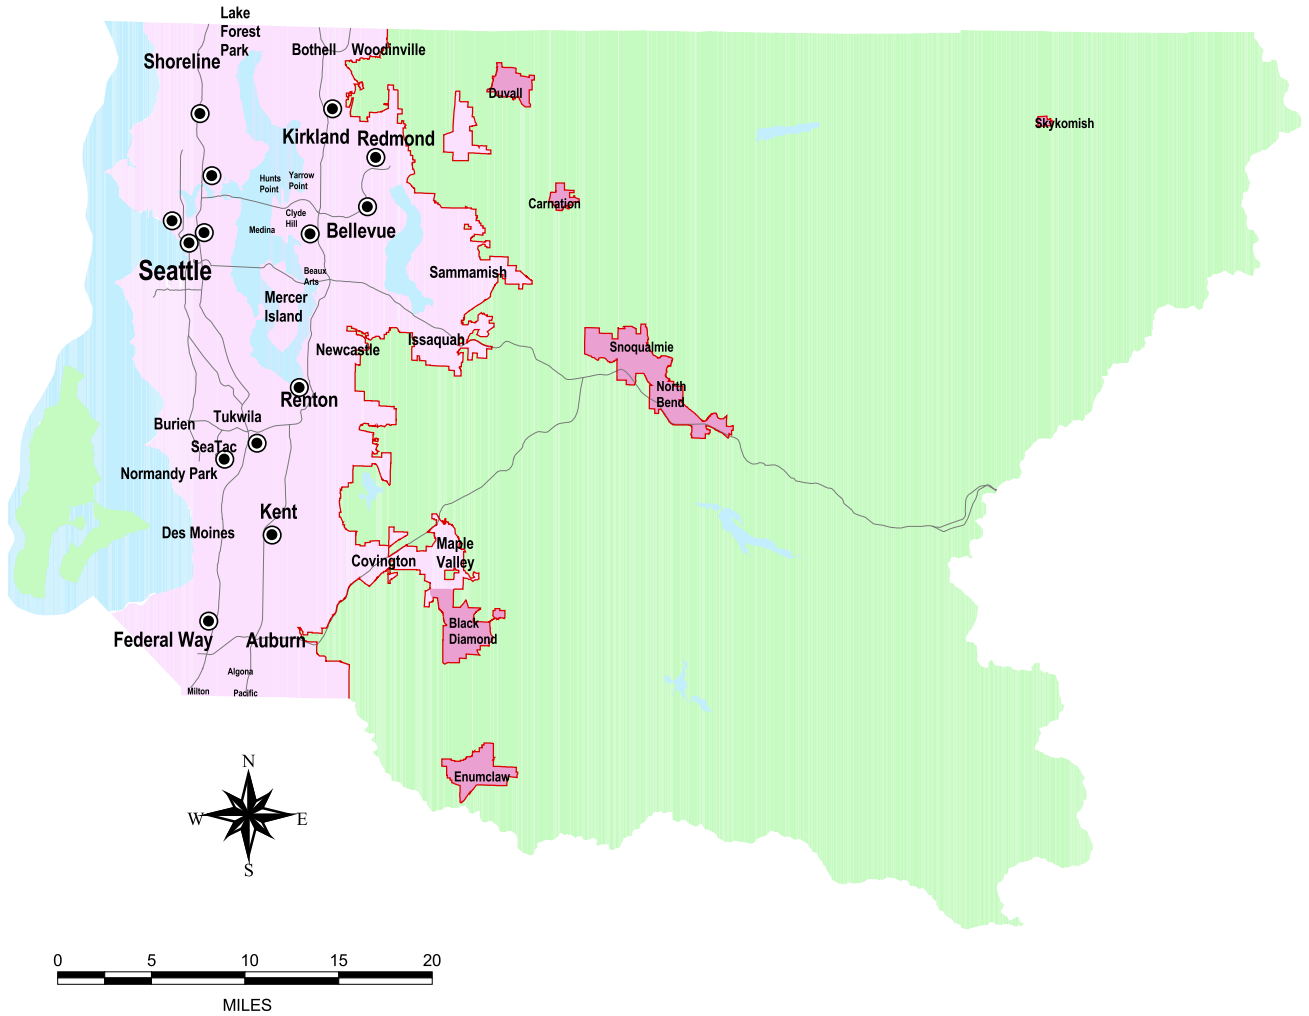 Lake
Forest
Park
Bothell
Woodinville
Shoreline
Duvall
Skykomish
Kirkland
Redmond
Hunts
Point
Yarrow
Point
Carnation
Clyde
Hill
Medina
Bellevue
Seattle
Beaux
Arts
Sammamish
Mercer
Island
Newcastle
Issaquah
Snoqualmie
North
Bend
Renton
Burien
Tukwila
SeaTac
Normandy Park
Kent
Des Moines
Covington
Maple
Valley
Black
Diamond
Federal Way
Auburn
Algona
Milton
Pacific
Enumclaw
N
W
E
S
0
5
10
15
20
MILES